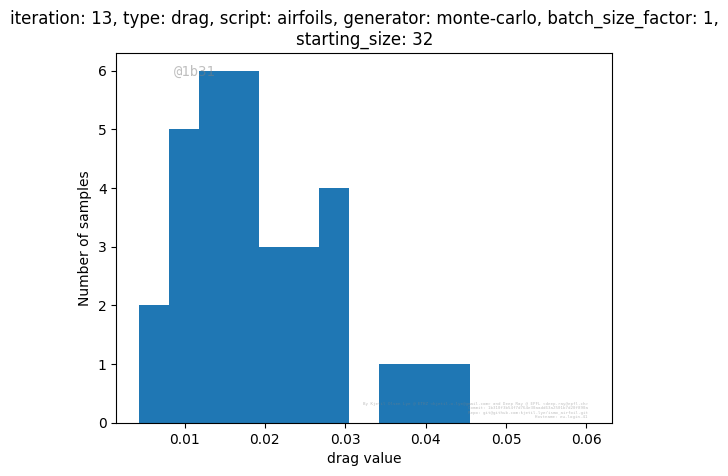 iteration: 13, type: drag, script: airfoils, generator: monte-carlo, batch_size_factor: 1,
starting_size: 32
@1b31
6
5
4
3
2
1
0
Number of samples
0.01 0.02 0.03 0.04 0.05 0.06
drag value